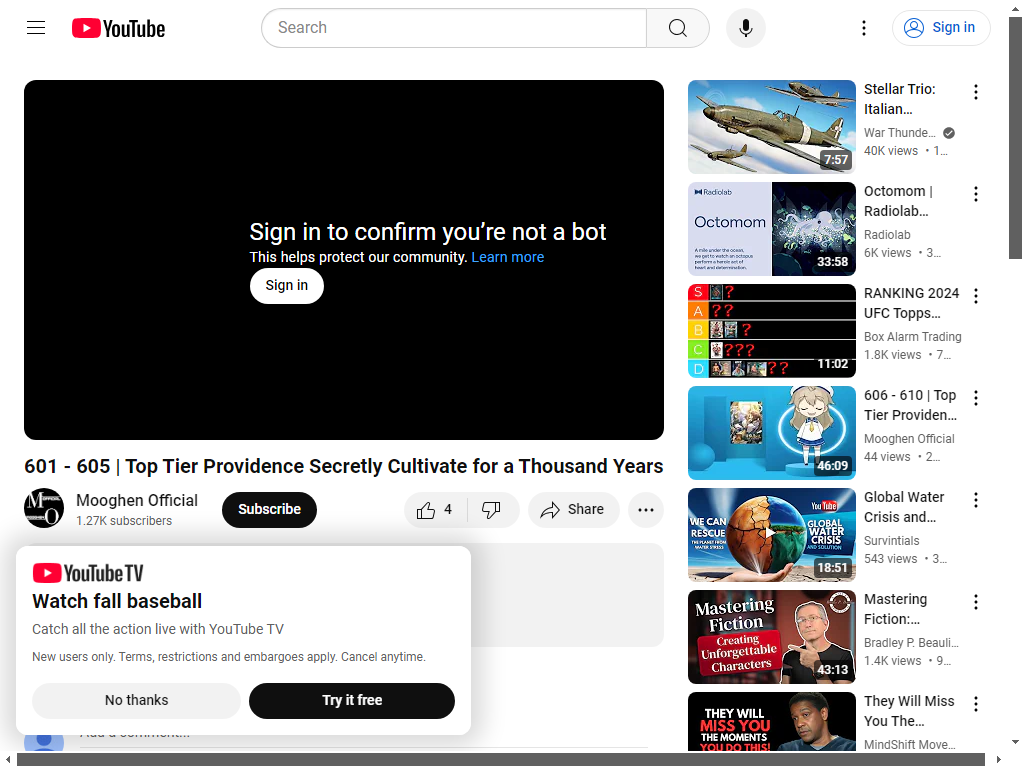 YouTube
Search
Sign in
Sign in to confirm you're not a bot
This helps protect our community. Learn more
Sign in
601 - 605 | Top Tier Providence Secretly Cultivate for a Thousand Years
Mooghen Official
1.27K subscribers
Subscribe
4
Share
YouTube TV
Watch fall baseball
Catch all the action live with YouTube TV
New users only. Terms, restrictions and embargoes apply. Cancel anytime.
No thanks
Try it free
Add a comment...
7:57
Stellar Trio:
Italian…
War Thunde…
40K views • 1…
Radiolab
Octomom
A mile under the ocean,
we get to watch an octopus
perform a heroic act of
heart and determination.
33:58
Octomom |
Radiolab…
Radiolab
6K views • 3…
S ?
A ? ?
B ?
C ? ? ?
D ? ?
11:02
RANKING 2024
UFC Topps…
Box Alarm Trading
1.8K views • 7…
46:09
606 - 610 | Top
Tier Providen…
Mooghen Official
44 views • 2…
WE CAN
RESCUE
THE PLANET FROM
WATER STRESS
You Tube
GLOBAL
WATER
CRISIS
AND SOLUTION
18:51
Global Water
Crisis and…
Survintials
543 views • 3…
Mastering
Fiction:
Creating
Unforgettable
Characters
43:13
Mastering
Fiction:…
Bradley P. Beauli…
1.4K views • 9…
THEY WILL
MISS YOU
THE MOMENTS
YOU DO THIS!
They Will Miss
You The…
MindShift Move…